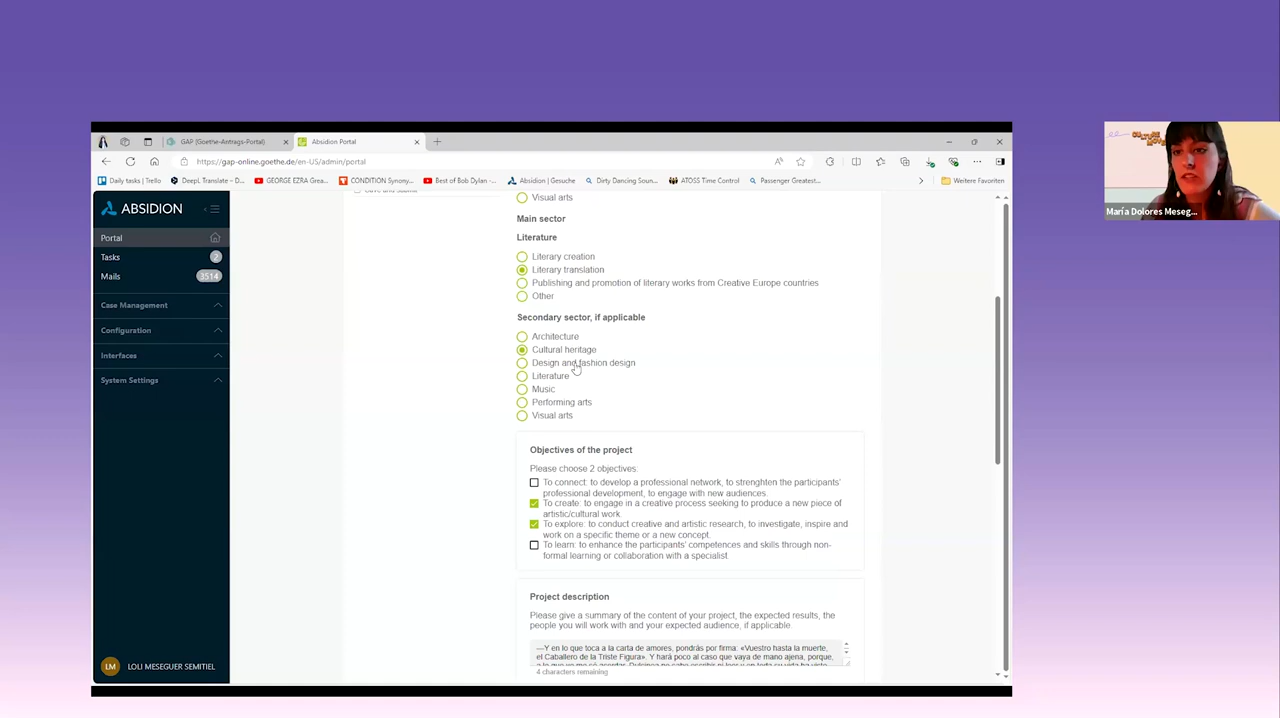 GAP (Goethe-Antrags-Portal)
Absidion Portal
https://gap-online.goethe.de/en-US/admin/portal
Daily tasks | Trello
DeepL Translate – D...
GEORGE EZRA Grea...
CONDITION Synony...
Best of Bob Dylan -...
Absidion | Gesuche
Dirty Dancing Soun...
ATOSS Time Control
Passenger Greatest...
Weitere Favoriten
ABSIDION
Portal
Tasks 2
Mails 3514
Case Management
Configuration
Interfaces
System Settings
LM LOLI MESEGUER SEMITIEL
Save and submit
Visual arts
Main sector
Literature
Literary creation
Literary translation
Publishing and promotion of literary works from Creative Europe countries
Other
Secondary sector, if applicable
Architecture
Cultural heritage
Design and fashion design
Literature
Music
Performing arts
Visual arts
Objectives of the project
Please choose 2 objectives:
To connect: to develop a professional network, to strenghten the participants'
professional development, to engage with new audiences.
To create: to engage in a creative process seeking to produce a new piece of
artistic/cultural work.
To explore: to conduct creative and artistic research, to investigate, inspire and
work on a specific theme or a new concept.
To learn: to enhance the participants' competences and skills through non-
formal learning or collaboration with a specialist.
Project description
Please give a summary of the content of your project, the expected results, the
people you will work with and your expected audience, if applicable.
—Y en lo que toca a la carta de amores, pondrás por firma: «Vuestro hasta la muerte,
el Caballero de la Triste Figura». Y hará poco al caso que vaya de mano ajena, porque,
4 characters remaining
CULTURE
MOVES
María Dolores Meseg...